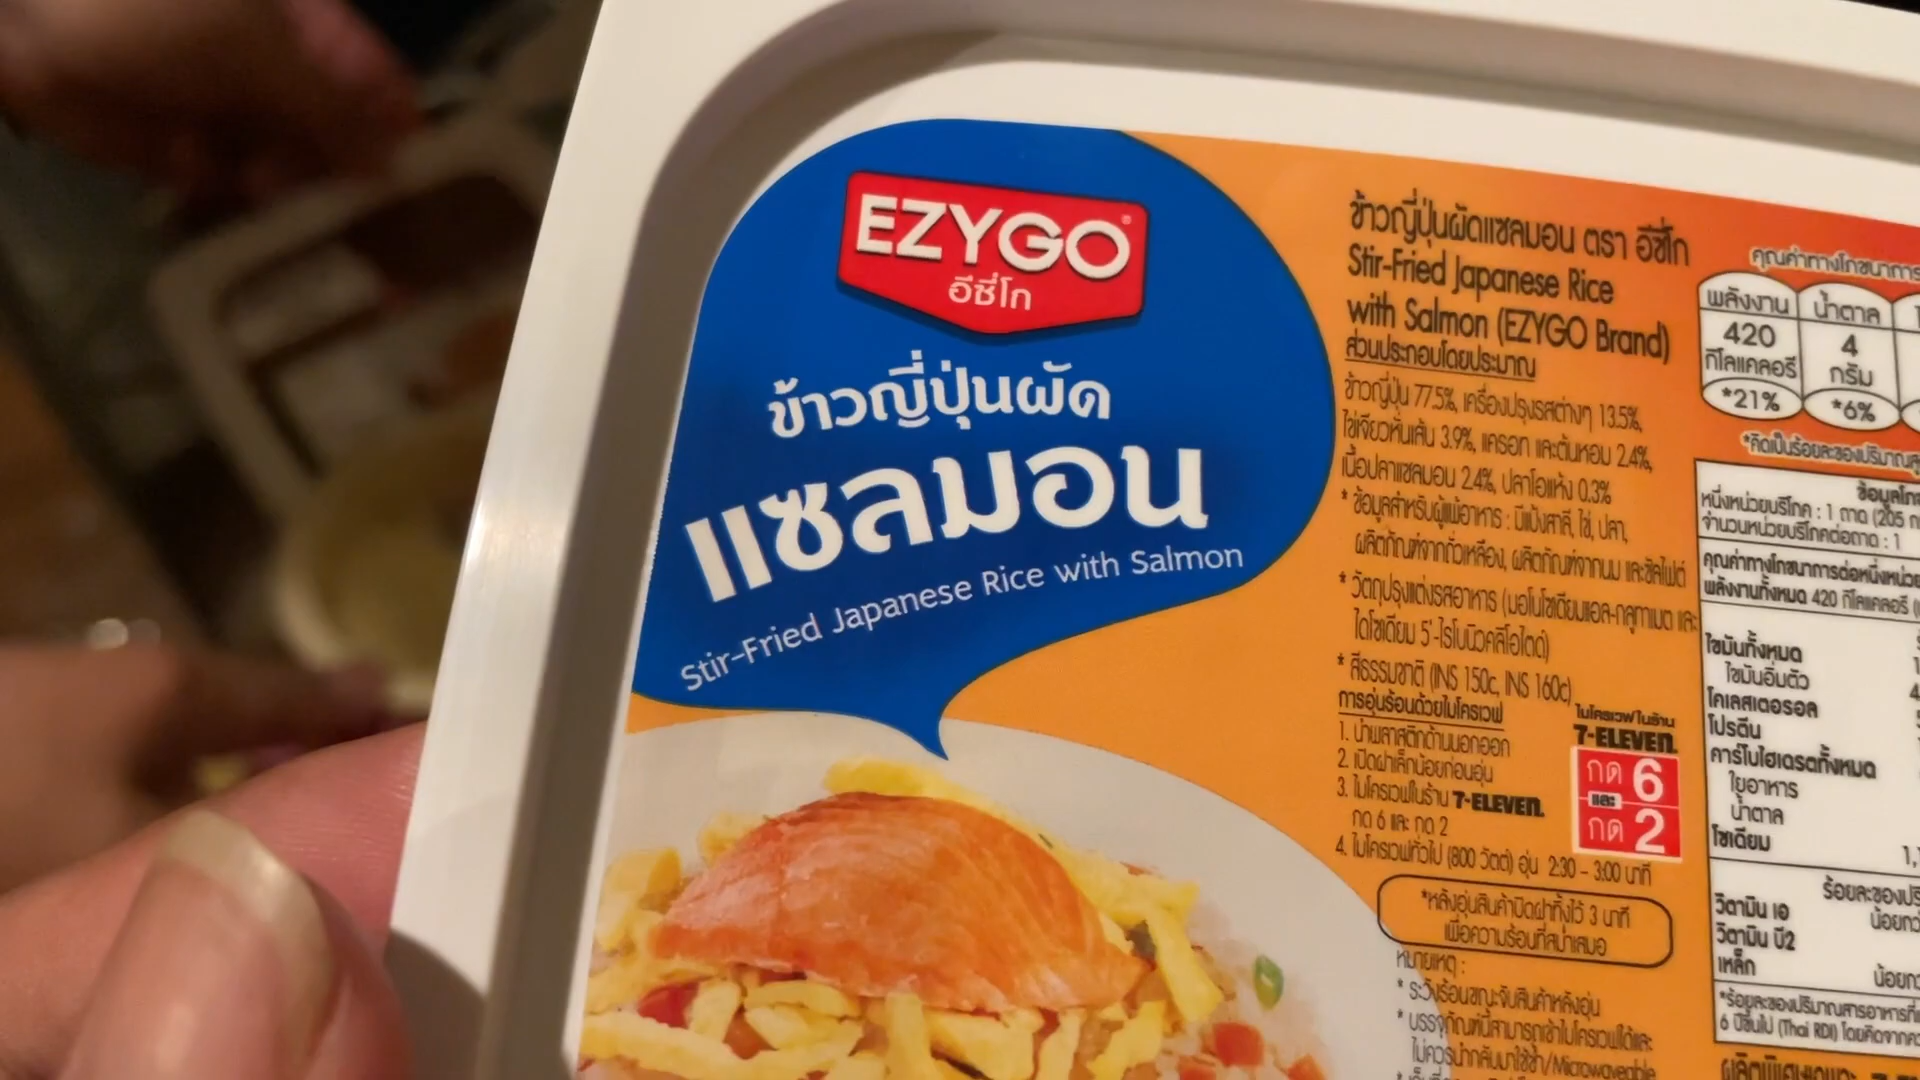 EZYGO
อีซี่โก
ข้าวญี่ปุ่นผัด
แซลมอน
Stir-Fried Japanese Rice with Salmon
ข้าวญี่ปุ่นผัดแซลมอน ตรา อีซี่โก
Stir-Fried Japanese Rice
with Salmon (EZYGO Brand)
ส่วนประกอบโดยประมาณ
ข้าวญี่ปุ่น 77.5%, เครื่องปรุงรสต่างๆ 13.5%,
ไข่เจียวหั่นเส้น 3.9%, แครอท และต้นหอม 2.4%,
เนื้อปลาแซลมอน 2.4%, ปลาโอแห้ง 0.3%
* ข้อมูลสำหรับผู้แพ้อาหาร : มีแป้งสาลี, ไข่, ปลา,
ผลิตภัณฑ์จากถั่วเหลือง, ผลิตภัณฑ์จากนม และซัลไฟต์
* วัตถุปรุงแต่งรสอาหาร (มอโนโซเดียมแอล-กลูทาเมต และ
ไดโซเดียม 5'-ไรโบนิวคลีโอไตด์)
* สีธรรมชาติ (INS 150c, INS 160c)
การอุ่นร้อนด้วยไมโครเวฟ
1. นำพลาสติกด้านนอกออก
2. เปิดฝาเล็กน้อยก่อนอุ่น
3. ไมโครเวฟในร้าน 7-ELEVEN.
กด 6 และ กด 2
4. ไมโครเวฟทั่วไป (800 วัตต์) อุ่น 2:30 – 3:00 นาที
ไมโครเวฟในร้าน
7-ELEVEN.
กด 6
และ
กด 2
*หลังอุ่นสินค้าปิดฝาทิ้งไว้ 3 นาที
เพื่อความร้อนที่สม่ำเสมอ
หมายเหตุ :
* ระวังร้อนขณะจับสินค้าหลังอุ่น
* บรรจุภัณฑ์นี้สามารถเข้าไมโครเวฟได้และ
ไม่ควรนำกลับมาใช้ซ้ำ/Microwaveable
คุณค่าทางโภชนาการ
พลังงาน น้ำตาล
420 4
กิโลแคลอรี กรัม
*21% *6%
*คิดเป็นร้อยละของปริมาณ
หนึ่งหน่วยบริโภค : 1 ถาด (205
จำนวนหน่วยบริโภคต่อถาด : 1
คุณค่าทางโภชนาการต่อหนึ่งหน่วย
พลังงานทั้งหมด 420 กิโลแคลอรี
ไขมันทั้งหมด
ไขมันอิ่มตัว
โคเลสเตอรอล
โปรตีน
คาร์โบไฮเดรตทั้งหมด
ใยอาหาร
น้ำตาล
โซเดียม 1,
วิตามิน เอ
วิตามิน บี2
เหล็ก
*ร้อยละของปริมาณสารอาหารที่
6 ปีขึ้นไป (Thai RDI) โดยคิดจาก